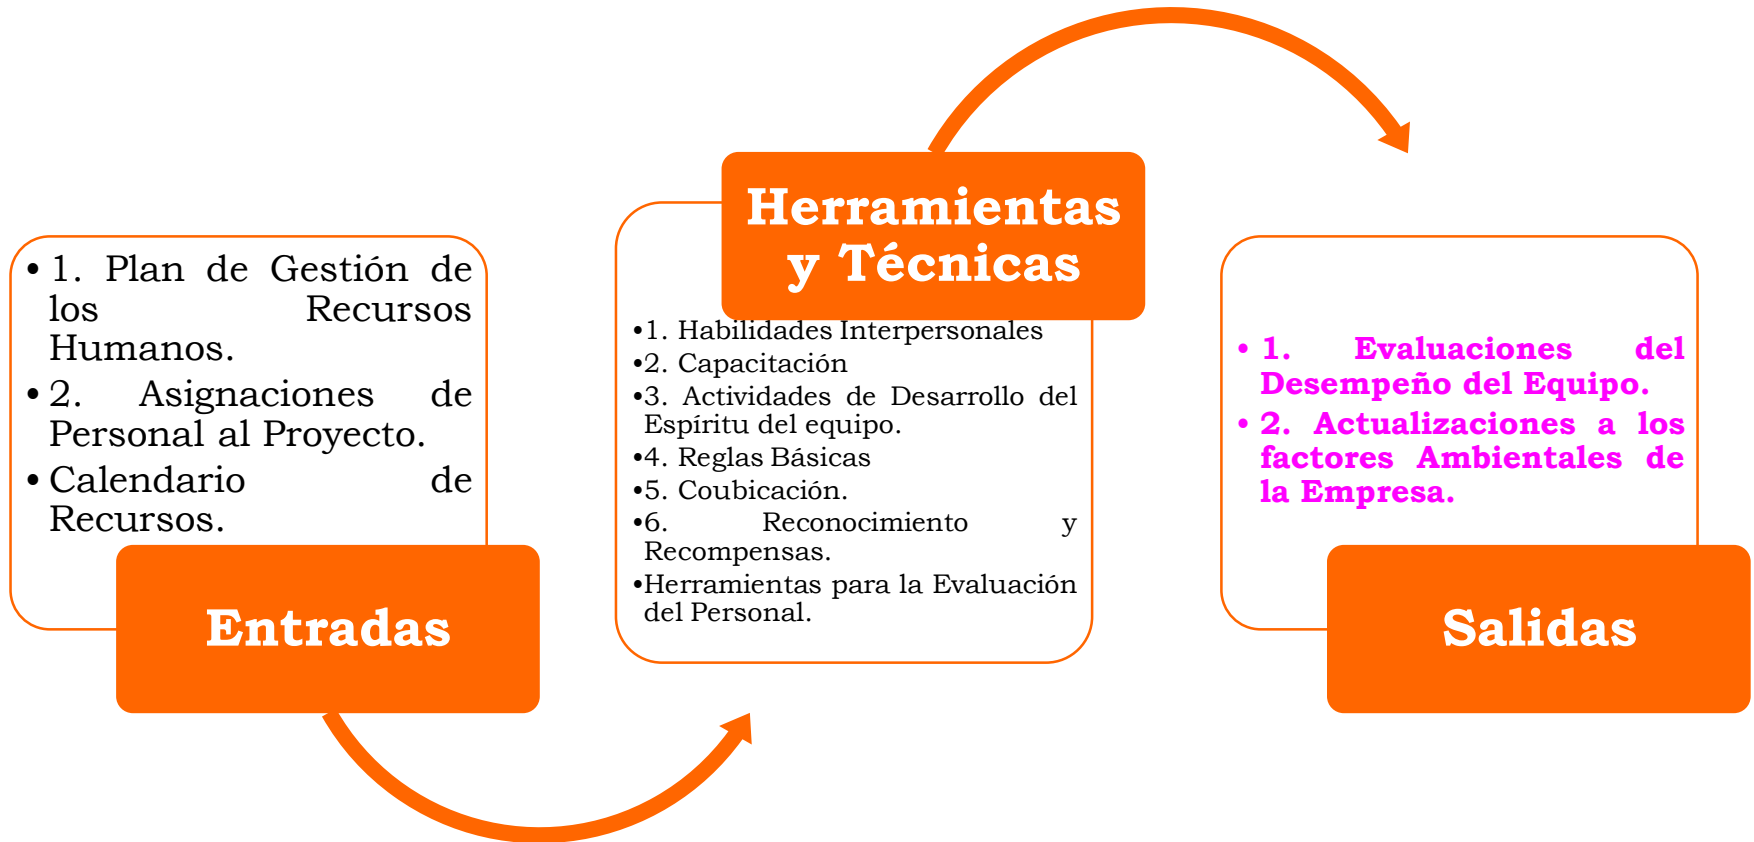 • 1. Plan de Gestión de
los Recursos
Humanos.
• 2. Asignaciones de
Personal al Proyecto.
• Calendario de
Recursos.
Entradas
Herramientas
y Técnicas
•1. Habilidades Interpersonales
•2. Capacitación
•3. Actividades de Desarrollo del
Espíritu del equipo.
•4. Reglas Básicas
•5. Coubicación.
•6. Reconocimiento y
Recompensas.
•Herramientas para la Evaluación
del Personal.
• 1. Evaluaciones del
Desempeño del Equipo.
• 2. Actualizaciones a los
factores Ambientales de
la Empresa.
Salidas